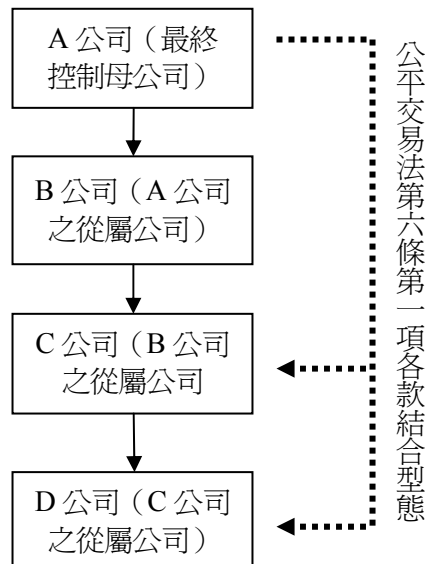 A 公司（最終
控制母公司）
B 公司（A 公司
之從屬公司）
C 公司（B 公司
之從屬公司
D 公司（C 公司
之從屬公司）
公平交易法第六條第一項各款結合型態